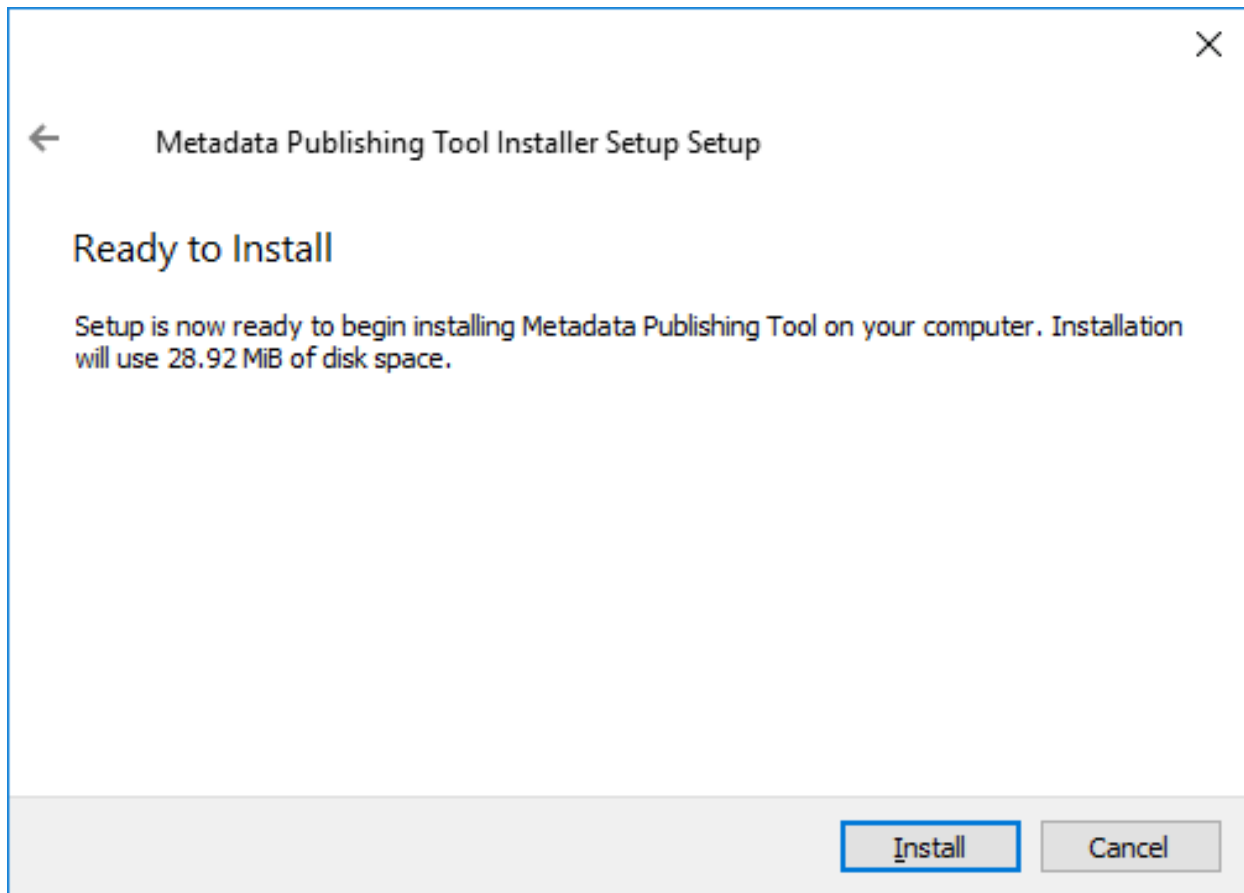 Metadata Publishing Tool Installer Setup Setup
Ready to Install
Setup is now ready to begin installing Metadata Publishing Tool on your computer. Installation
will use 28.92 MiB of disk space.
Install
Cancel